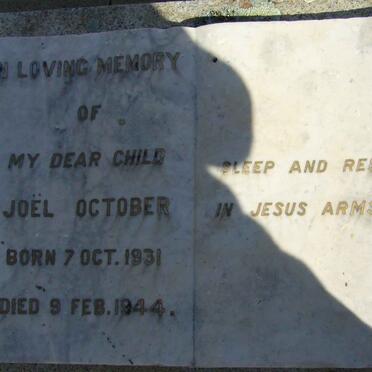 N LOVING MEMORY
OF
MY DEAR CHILD
JOËL OCTOBER
BORN 7 OCT. 1931
DIED 9 FEB. 1944.
SLEEP AND RE
IN JESUS ARMS